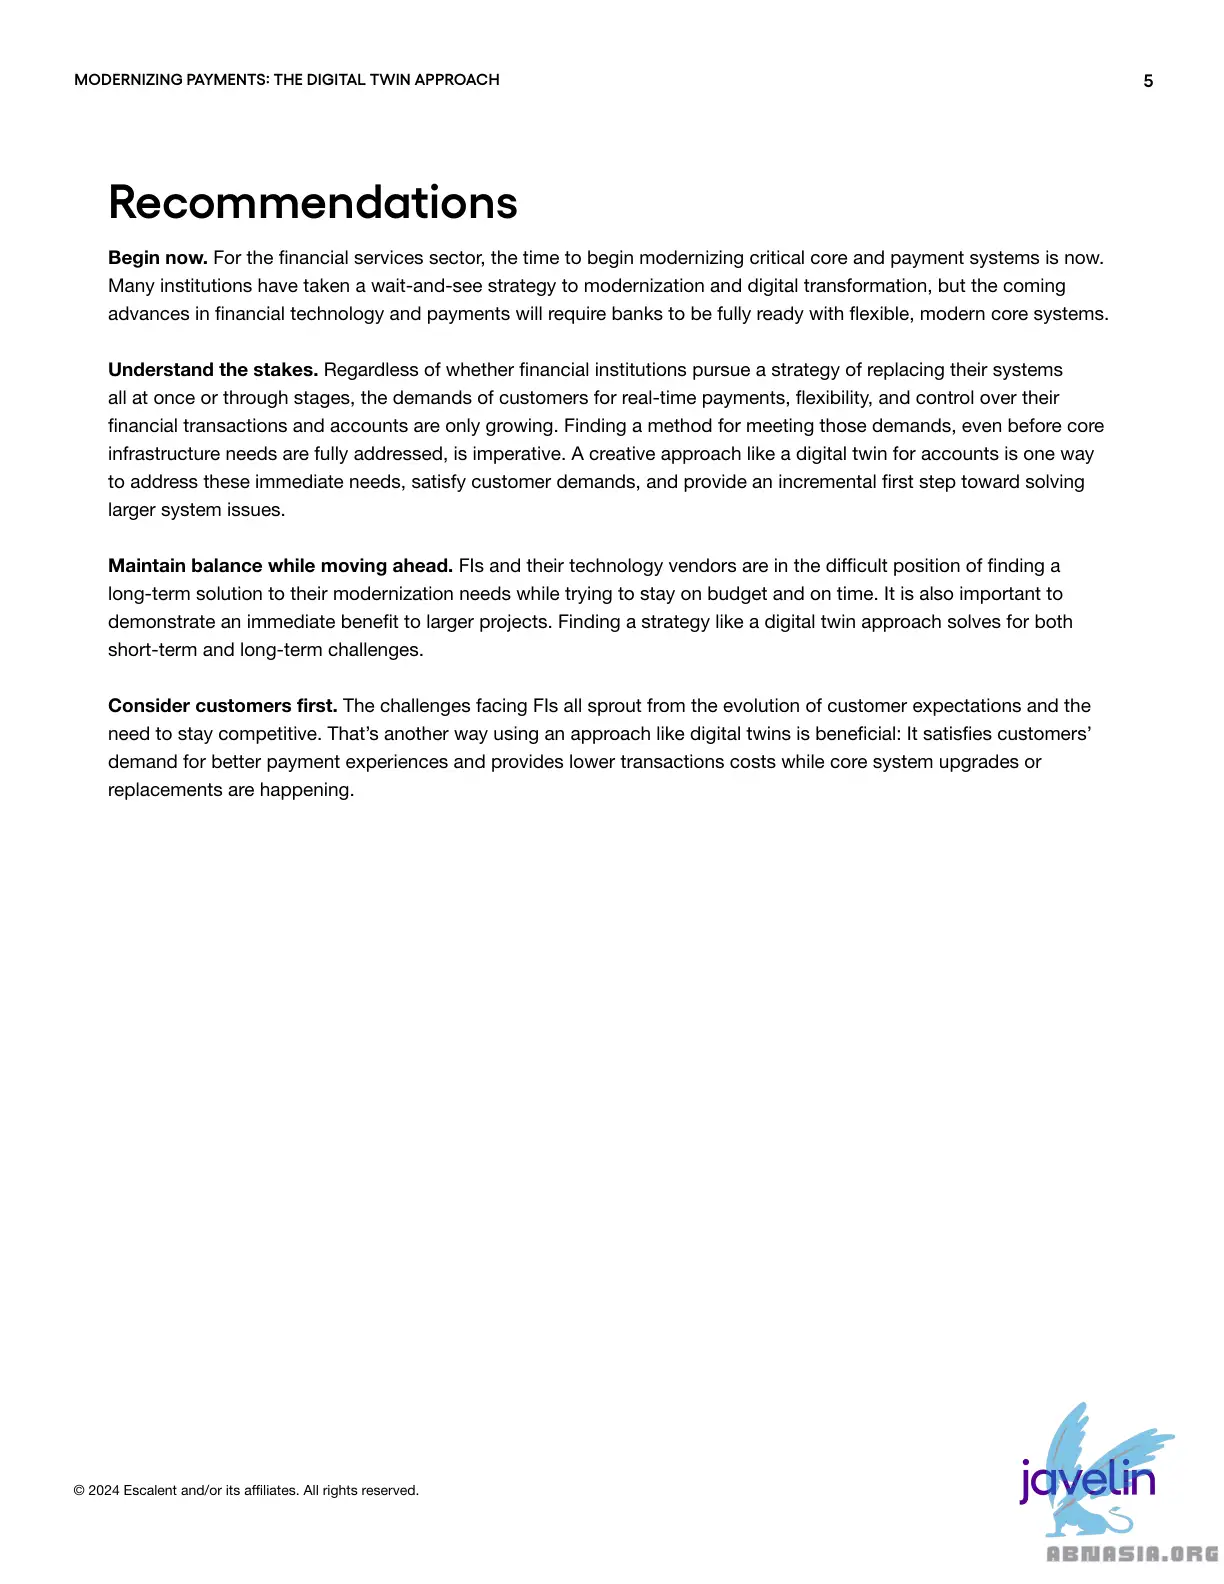 MODERNIZING PAYMENTS: THE DIGITAL TWIN APPROACH
5
Recommendations
Begin now. For the financial services sector, the time to begin modernizing critical core and payment systems is now.
Many institutions have taken a wait-and-see strategy to modernization and digital transformation, but the coming
advances in financial technology and payments will require banks to be fully ready with flexible, modern core systems.
Understand the stakes. Regardless of whether financial institutions pursue a strategy of replacing their systems
all at once or through stages, the demands of customers for real-time payments, flexibility, and control over their
financial transactions and accounts are only growing. Finding a method for meeting those demands, even before core
infrastructure needs are fully addressed, is imperative. A creative approach like a digital twin for accounts is one way
to address these immediate needs, satisfy customer demands, and provide an incremental first step toward solving
larger system issues.
Maintain balance while moving ahead. FIs and their technology vendors are in the difficult position of finding a
long-term solution to their modernization needs while trying to stay on budget and on time. It is also important to
demonstrate an immediate benefit to larger projects. Finding a strategy like a digital twin approach solves for both
short-term and long-term challenges.
Consider customers first. The challenges facing FIs all sprout from the evolution of customer expectations and the
need to stay competitive. That’s another way using an approach like digital twins is beneficial: It satisfies customers’
demand for better payment experiences and provides lower transactions costs while core system upgrades or
replacements are happening.
© 2024 Escalent and/or its affiliates. All rights reserved.
javelin
ABNASIA.ORG